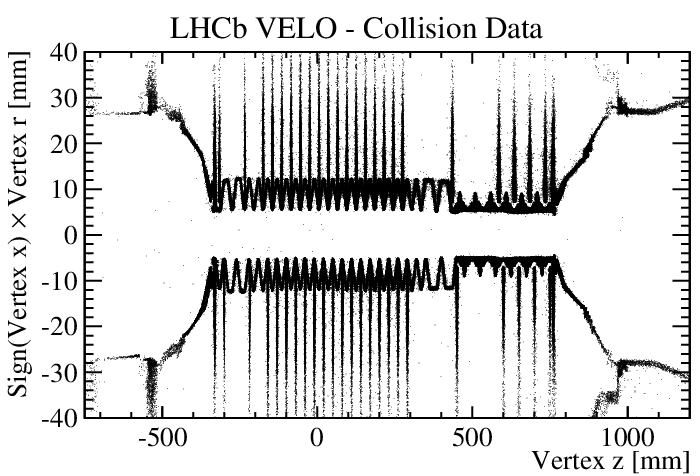 LHCb VELO - Collision Data
Sign(Vertex x) × Vertex r [mm]
40
30
20
10
0
-10
-20
-30
-40
-500 0 500 1000
Vertex z [mm]